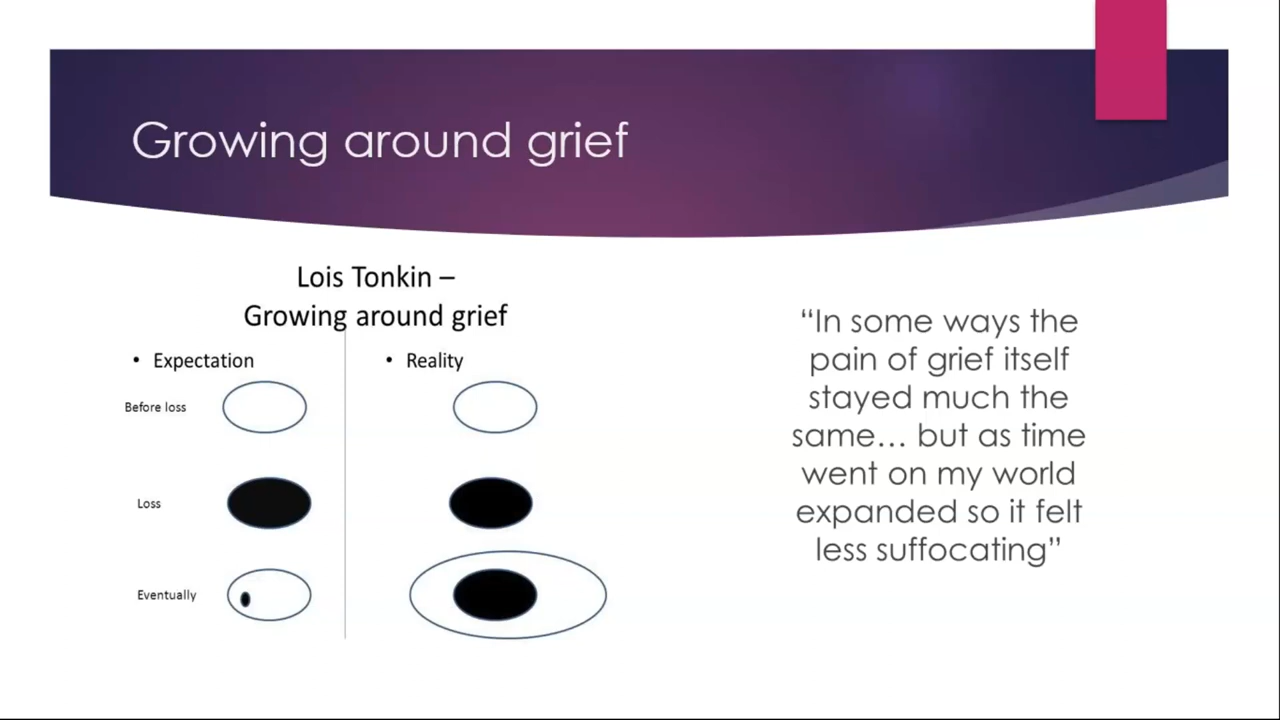 Growing around grief
Lois Tonkin –
Growing around grief
• Expectation
• Reality
Before loss
Loss
Eventually
“In some ways the
pain of grief itself
stayed much the
same… but as time
went on my world
expanded so it felt
less suffocating”